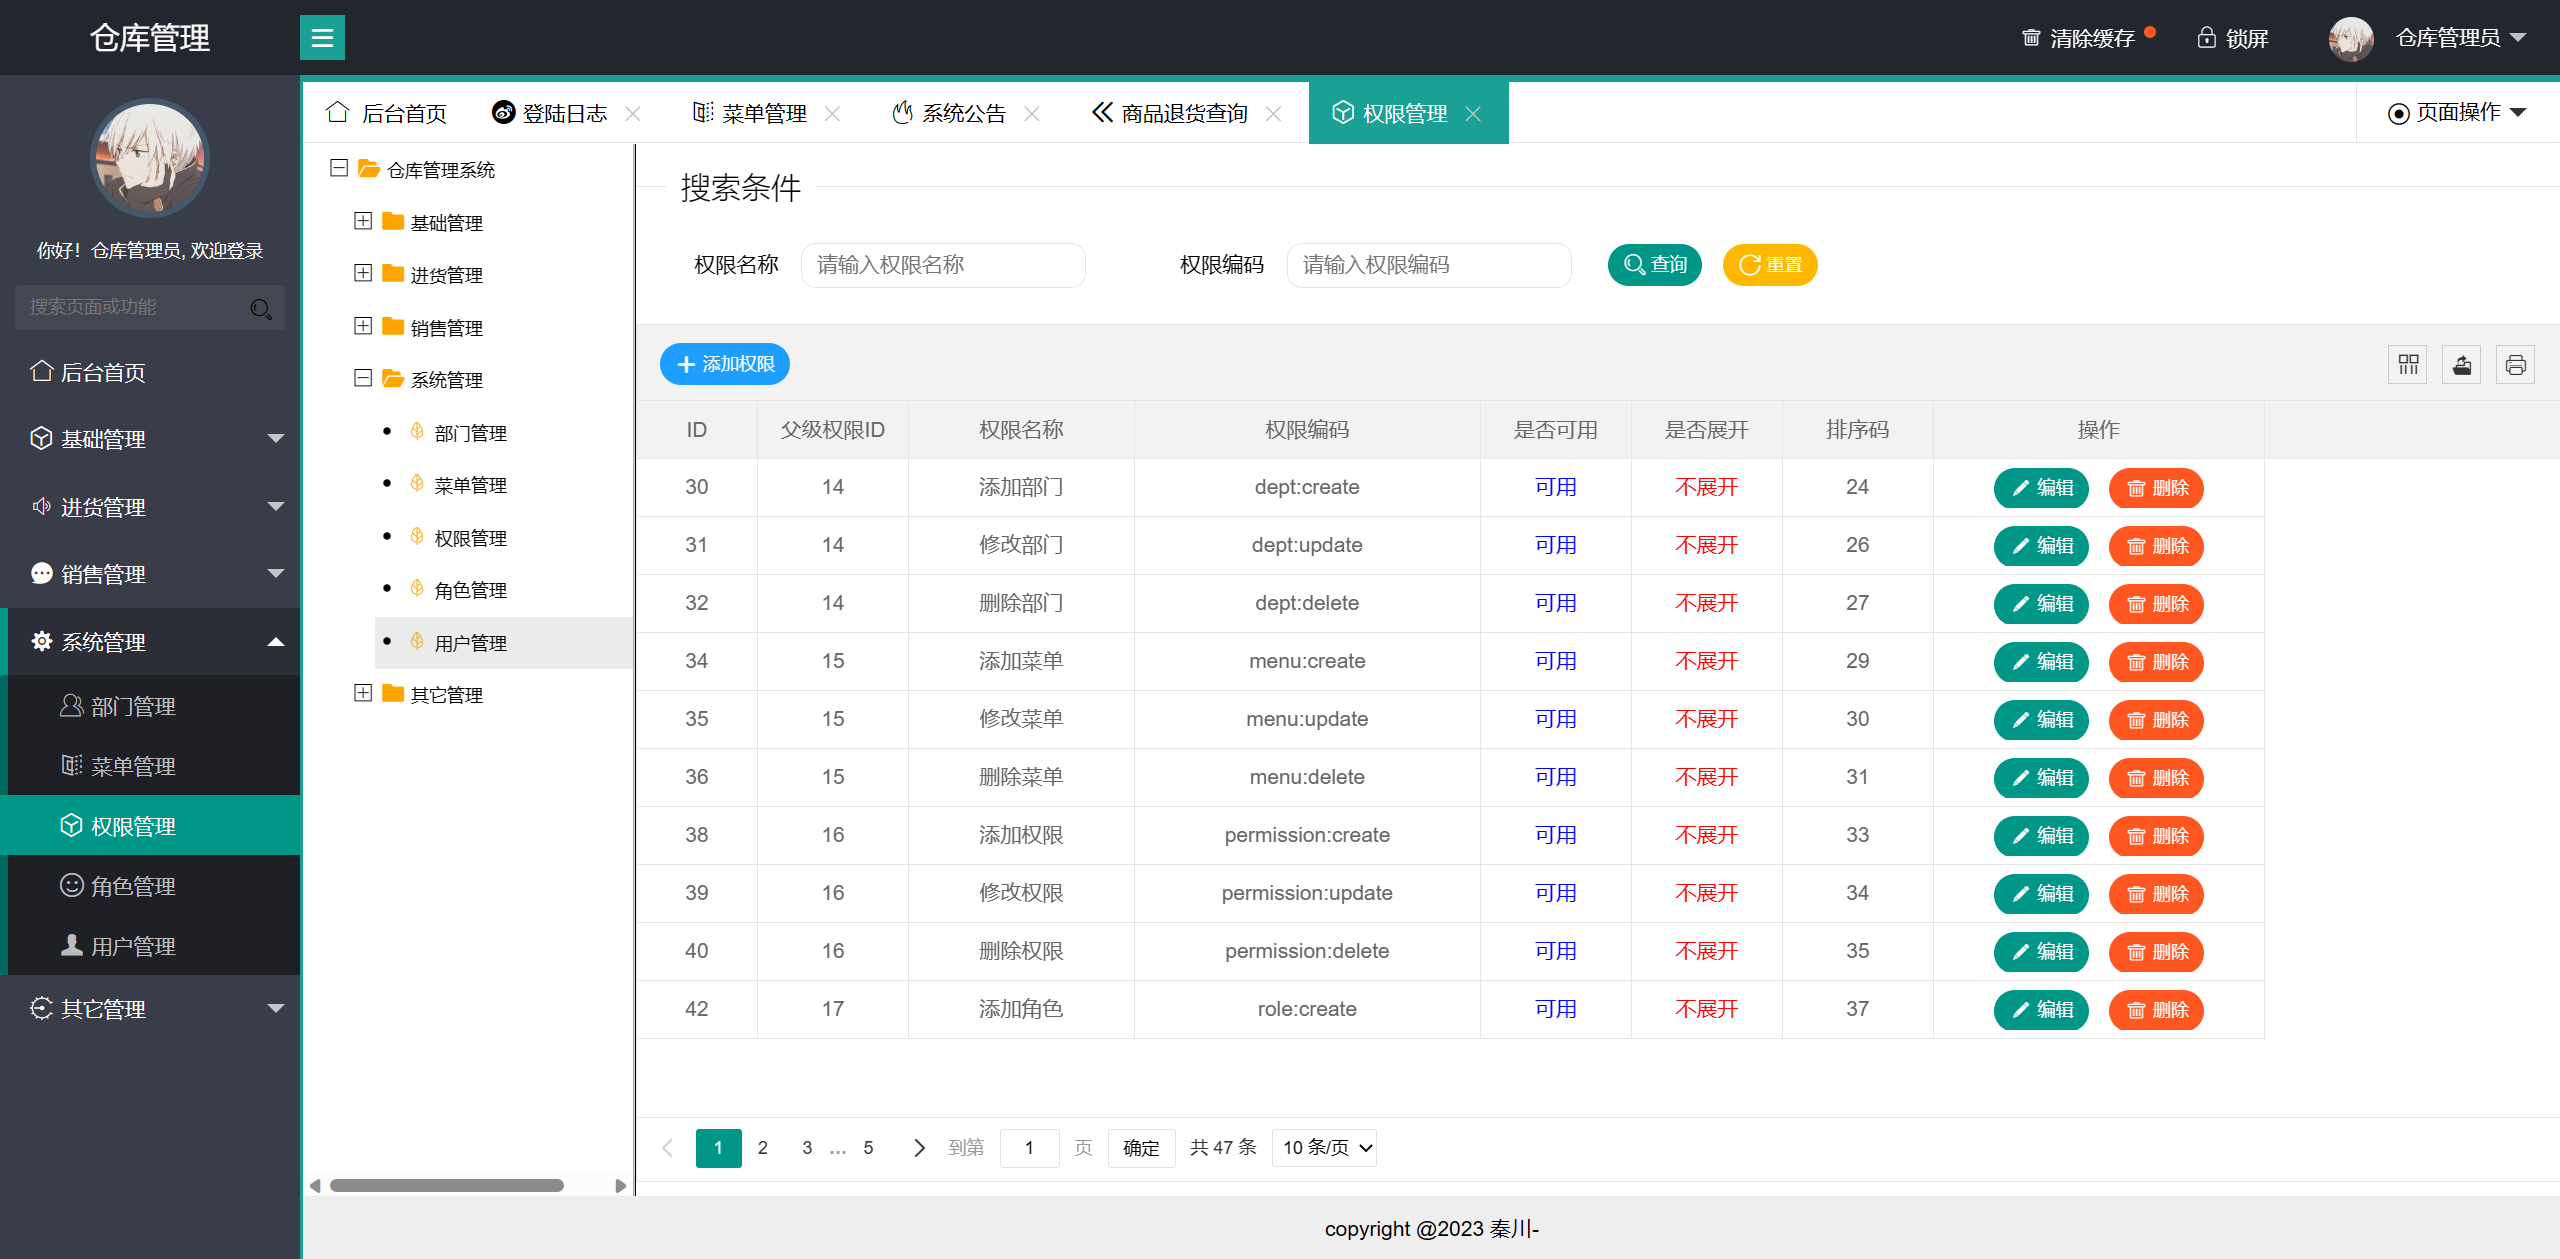 仓库管理
清除缓存
锁屏
仓库管理员
你好！仓库管理员, 欢迎登录
搜索页面或功能
后台首页
基础管理
进货管理
销售管理
系统管理
部门管理
菜单管理
权限管理
角色管理
用户管理
其它管理
后台首页 登陆日志 菜单管理 系统公告 商品退货查询 权限管理 页面操作
仓库管理系统
基础管理
进货管理
销售管理
系统管理
部门管理
菜单管理
权限管理
角色管理
用户管理
其它管理
搜索条件
权限名称 请输入权限名称 权限编码 请输入权限编码 查询 重置
添加权限
ID 父级权限ID 权限名称 权限编码 是否可用 是否展开 排序码 操作
30 14 添加部门 dept:create 可用 不展开 24 编辑 删除
31 14 修改部门 dept:update 可用 不展开 26 编辑 删除
32 14 删除部门 dept:delete 可用 不展开 27 编辑 删除
34 15 添加菜单 menu:create 可用 不展开 29 编辑 删除
35 15 修改菜单 menu:update 可用 不展开 30 编辑 删除
36 15 删除菜单 menu:delete 可用 不展开 31 编辑 删除
38 16 添加权限 permission:create 可用 不展开 33 编辑 删除
39 16 修改权限 permission:update 可用 不展开 34 编辑 删除
40 16 删除权限 permission:delete 可用 不展开 35 编辑 删除
42 17 添加角色 role:create 可用 不展开 37 编辑 删除
1 2 3 … 5 到第 1 页 确定 共 47 条 10 条/页
copyright @2023 秦川-